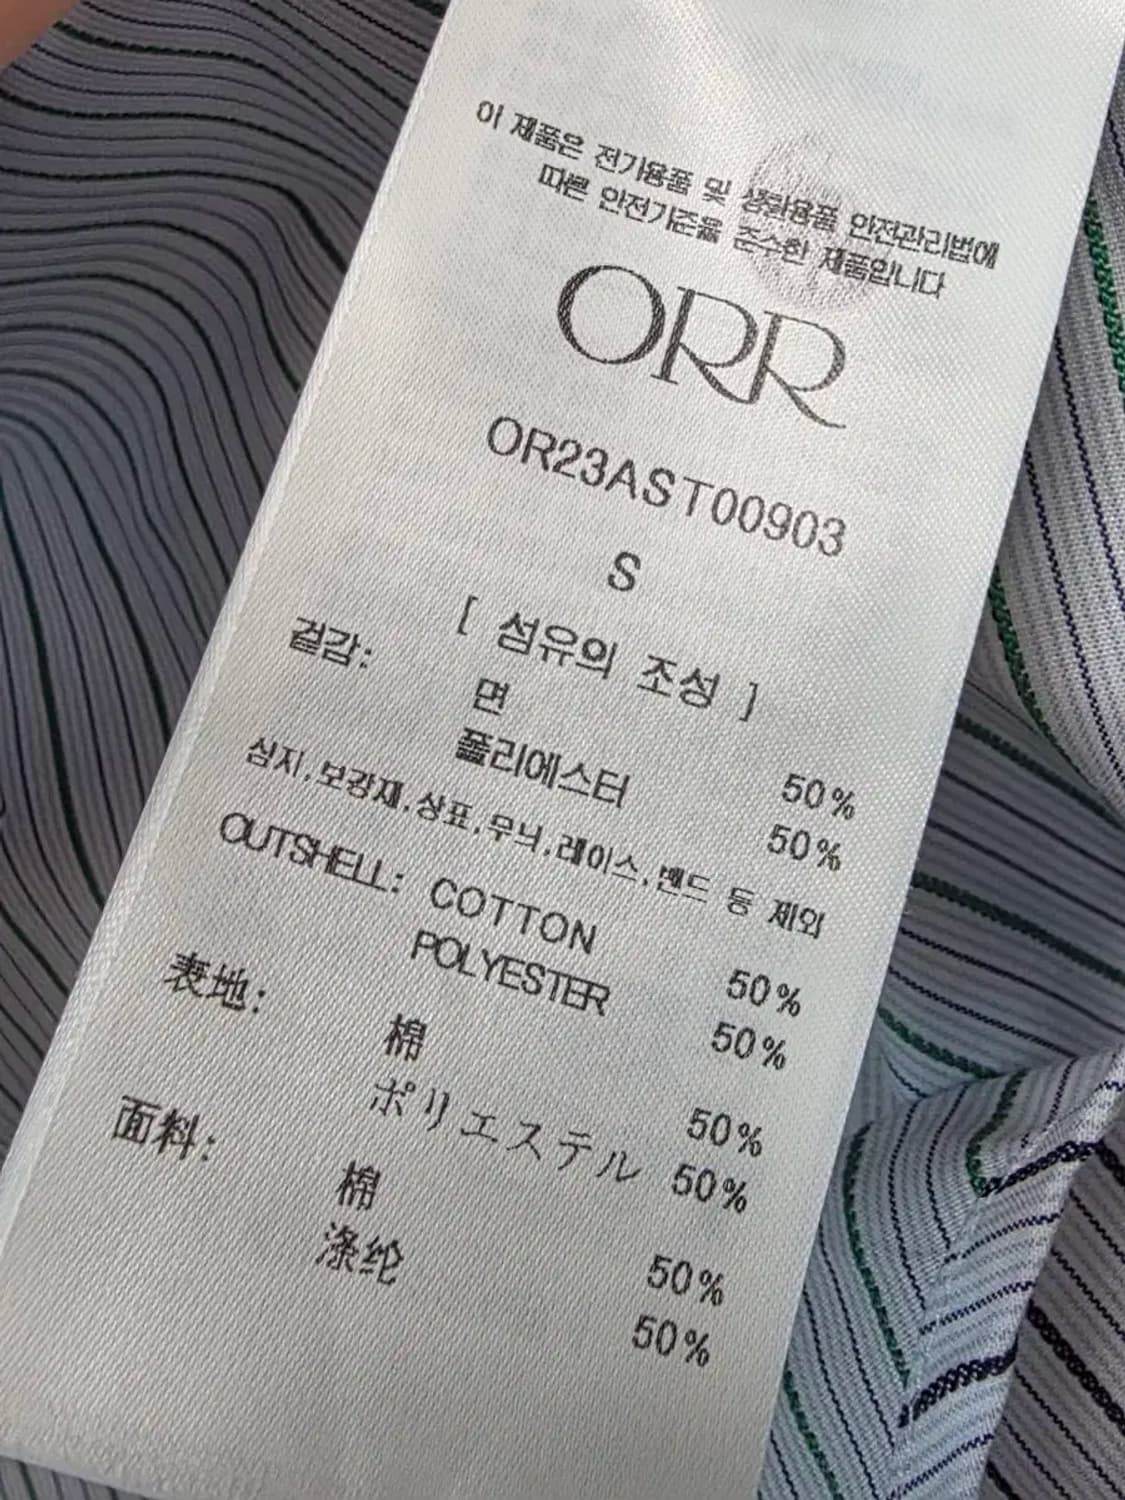 이 제품은 전기용품 및 생활용품 안전관리법에
따른 안전기준을 준수한 제품입니다
ORR
OR23AST00903
S
[ 섬유의 조성 ]
겉감:
면 50%
폴리에스터 50%
심지,보강재,상표,무늬,레이스,밴드 등 제외
OUTSHELL: COTTON 50%
POLYESTER 50%
表地:
棉 50%
ポリエステル 50%
面料:
棉 50%
涤纶 50%